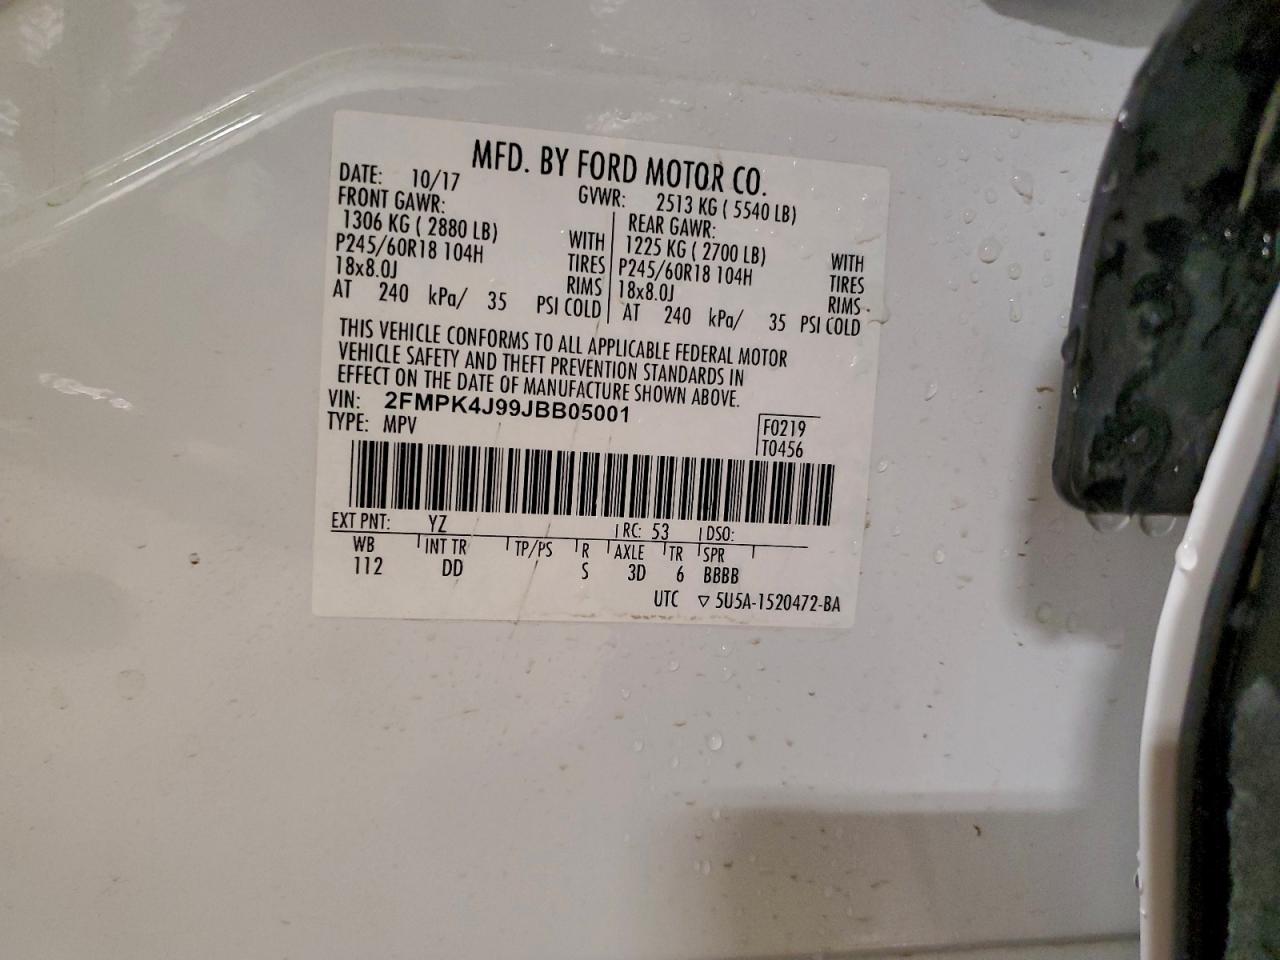 MFD. BY FORD MOTOR CO.
DATE: 10/17 GVWR: 2513 KG ( 5540 LB)
FRONT GAWR: REAR GAWR:
1306 KG ( 2880 LB) WITH 1225 KG ( 2700 LB) WITH
P245/60R18 104H TIRES P245/60R18 104H TIRES
18x8.0J RIMS 18x8.0J RIMS
AT 240 kPa/ 35 PSI COLD AT 240 kPa/ 35 PSI COLD
THIS VEHICLE CONFORMS TO ALL APPLICABLE FEDERAL MOTOR
VEHICLE SAFETY AND THEFT PREVENTION STANDARDS IN
EFFECT ON THE DATE OF MANUFACTURE SHOWN ABOVE.
VIN: 2FMPK4J99JBB05001
TYPE: MPV
F0219
T0456
EXT PNT: YZ RC: 53 DSO:
WB INT TR TP/PS R AXLE TR SPR
112 DD S 3D 6 BBBB
UTC ▽ 5U5A-1520472-BA